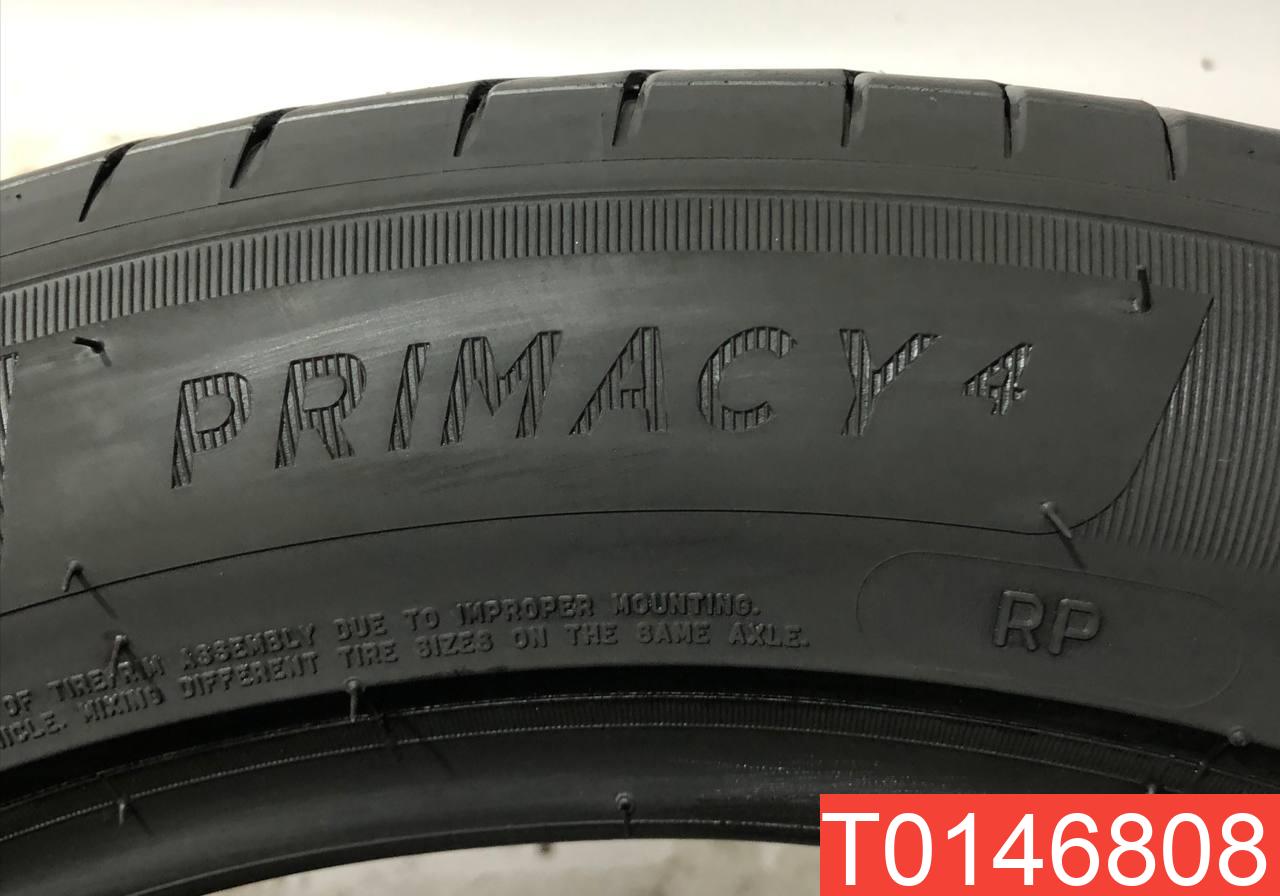 PRIMACY 4
OF TIRE/RIM ASSEMBLY DUE TO IMPROPER MOUNTING.
MIXING DIFFERENT TIRE SIZES ON THE SAME AXLE.
RP
T0146808